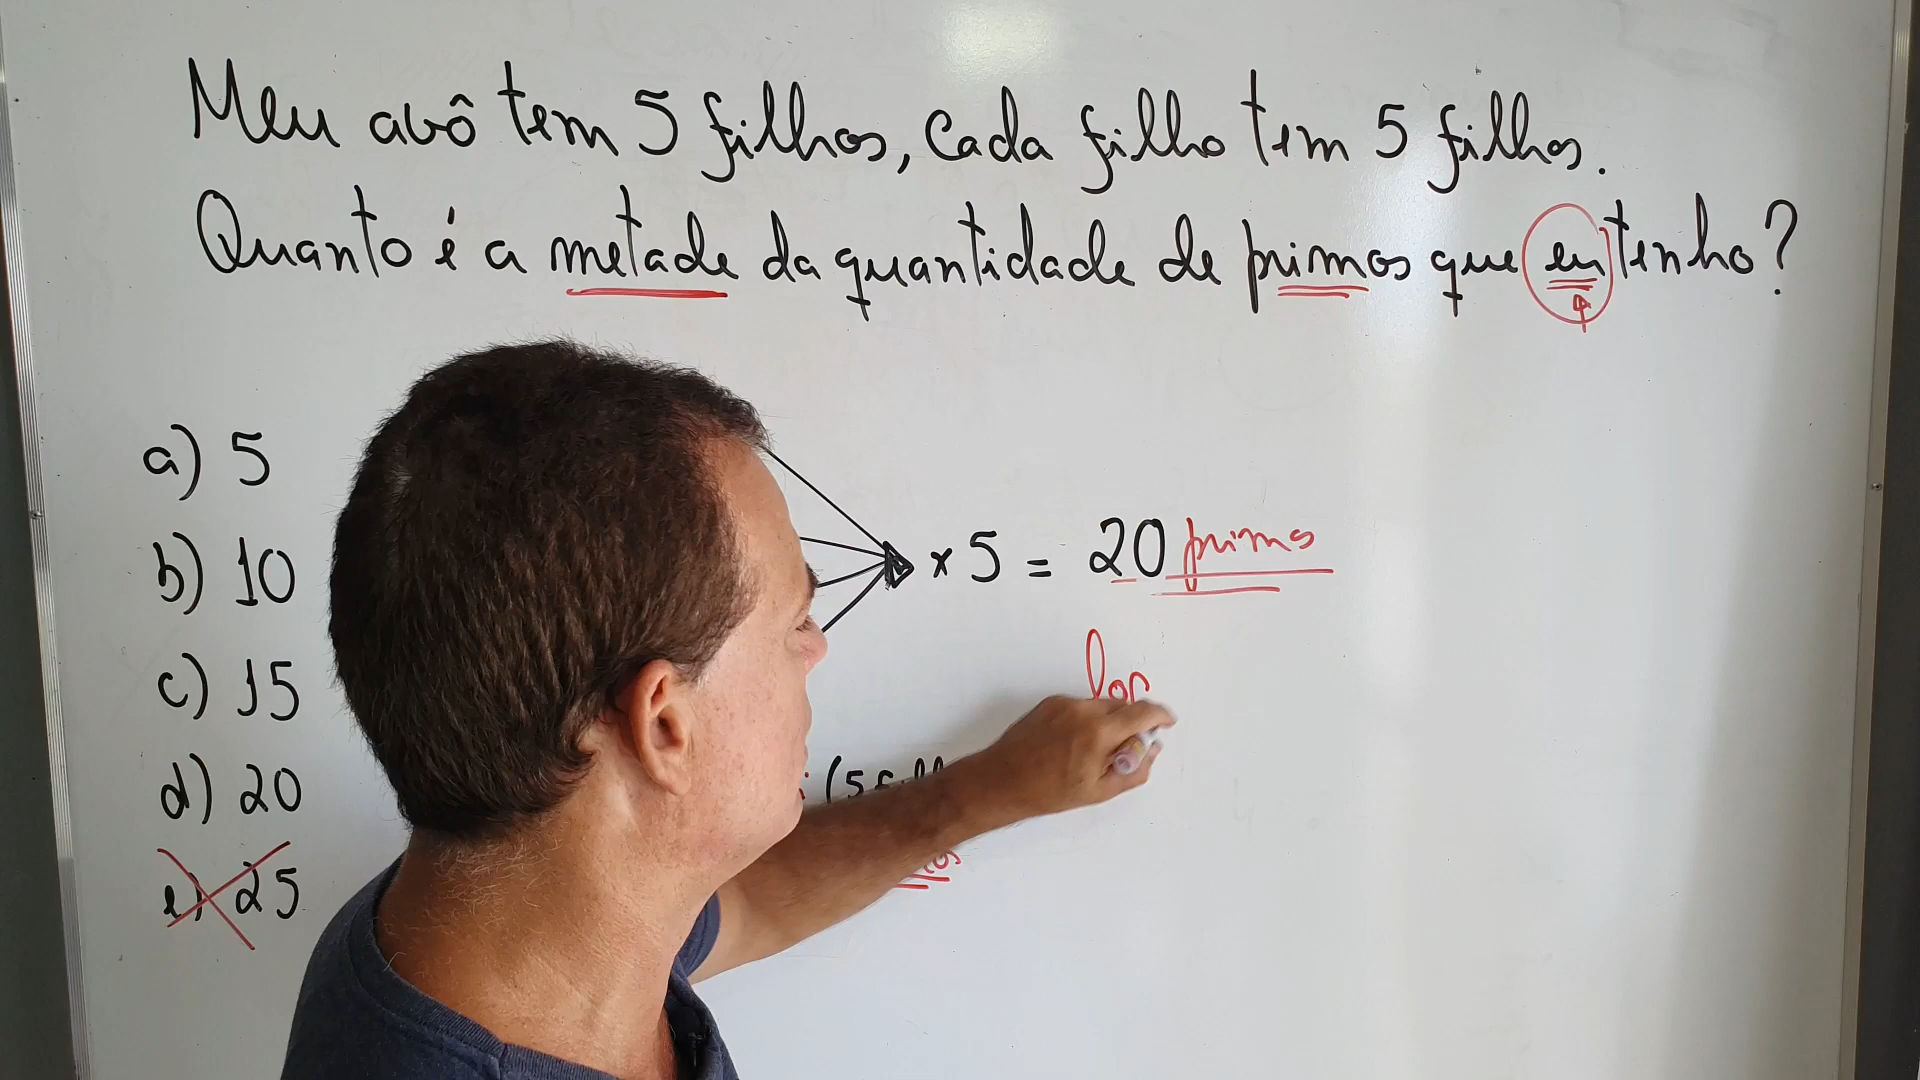 Meu avô tem 5 filhos, Cada filho tem 5 filhos.
Quanto é a metade da quantidade de primos que eu tenho?
a) 5
b) 10
c) 15
d) 20
e) 25
x 5 = 20 primos
(5